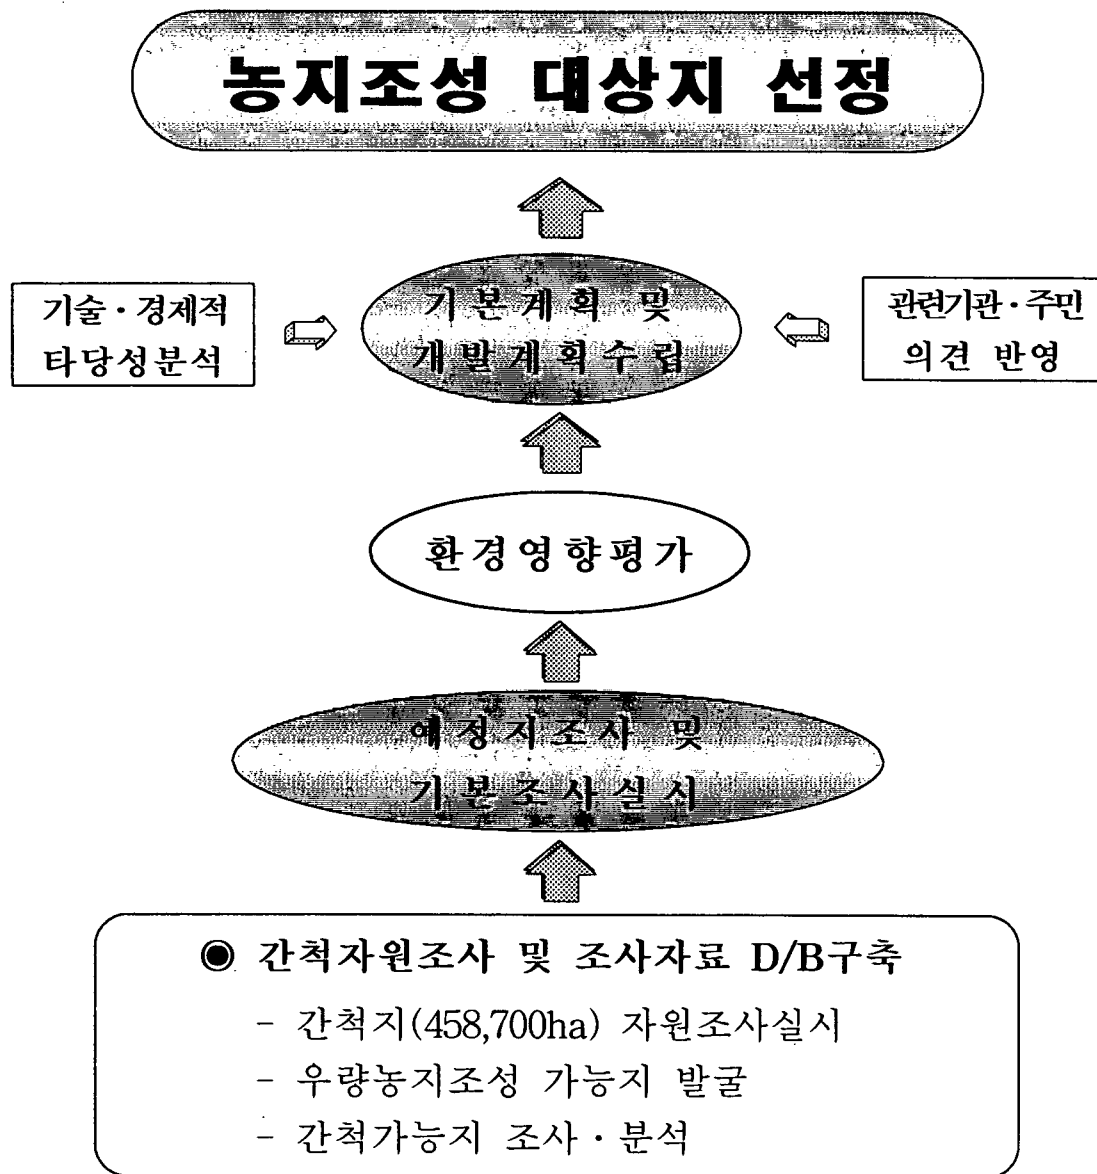 농지조성 대상지 선정
기술·경제적
타당성분석
기본계획 및
개발계획수립
관련기관·주민
의견 반영
환경영향평가
예정지조사 및
기본조사실시
◉ 간척자원조사 및 조사자료 D/B구축
- 간척지(458,700ha) 자원조사실시
- 우량농지조성 가능지 발굴
- 간척가능지 조사·분석